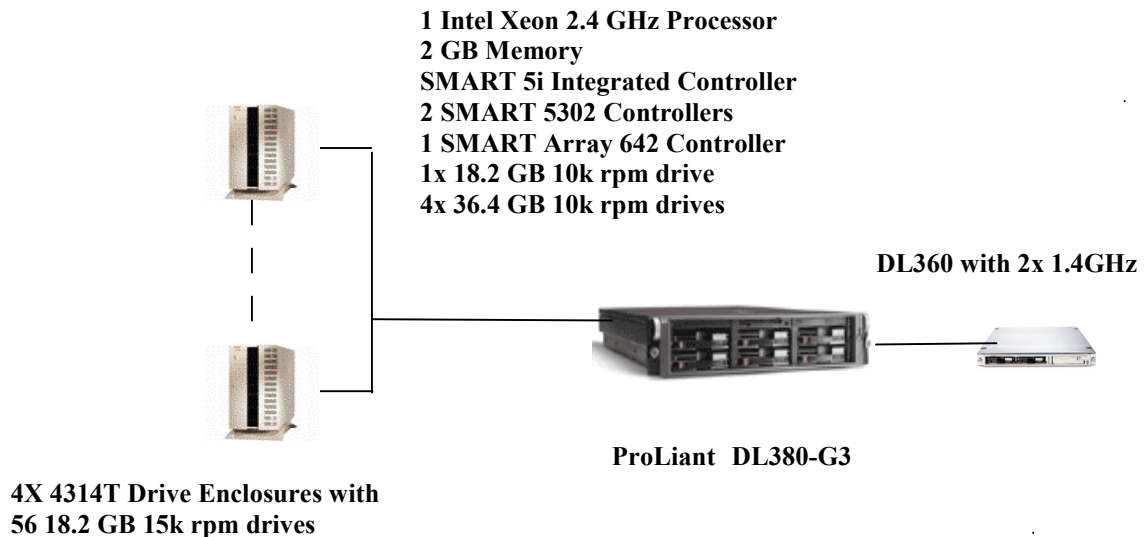 1 Intel Xeon 2.4 GHz Processor
2 GB Memory
SMART 5i Integrated Controller
2 SMART 5302 Controllers
1 SMART Array 642 Controller
1x 18.2 GB 10k rpm drive
4x 36.4 GB 10k rpm drives
DL360 with 2x 1.4GHz
ProLiant DL380-G3
4X 4314T Drive Enclosures with
56 18.2 GB 15k rpm drives